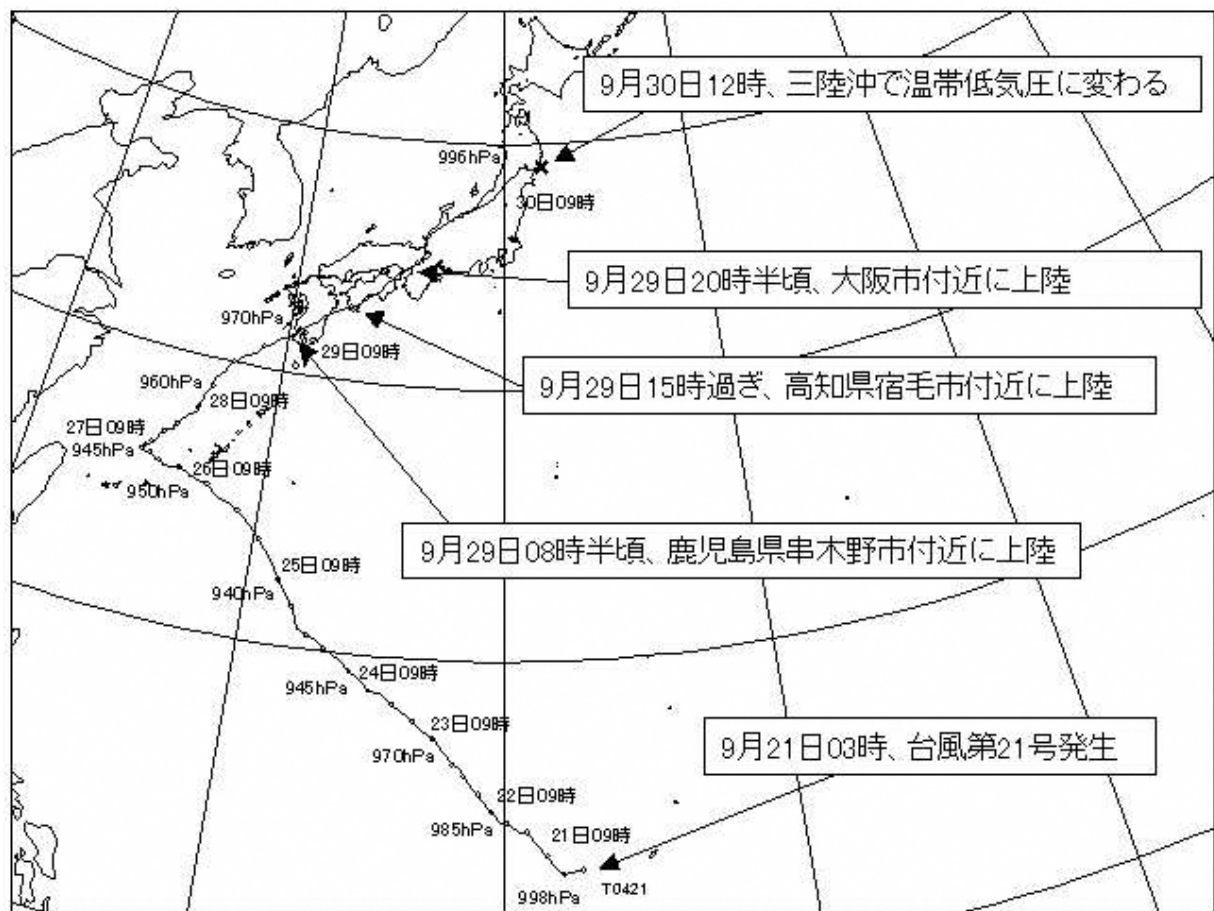 9月30日12時、三陸沖で温帯低気圧に変わる
996hPa
30日09時
9月29日20時半頃、大阪市付近に上陸
970hPa
29日09時
9月29日15時過ぎ、高知県宿毛市付近に上陸
960hPa
28日09時
27日09時
945hPa
26日09時
950hPa
9月29日08時半頃、鹿児島県串木野市付近に上陸
25日09時
940hPa
24日09時
945hPa
23日09時
970hPa
9月21日03時、台風第21号発生
22日09時
985hPa
21日09時
T0421
998hPa